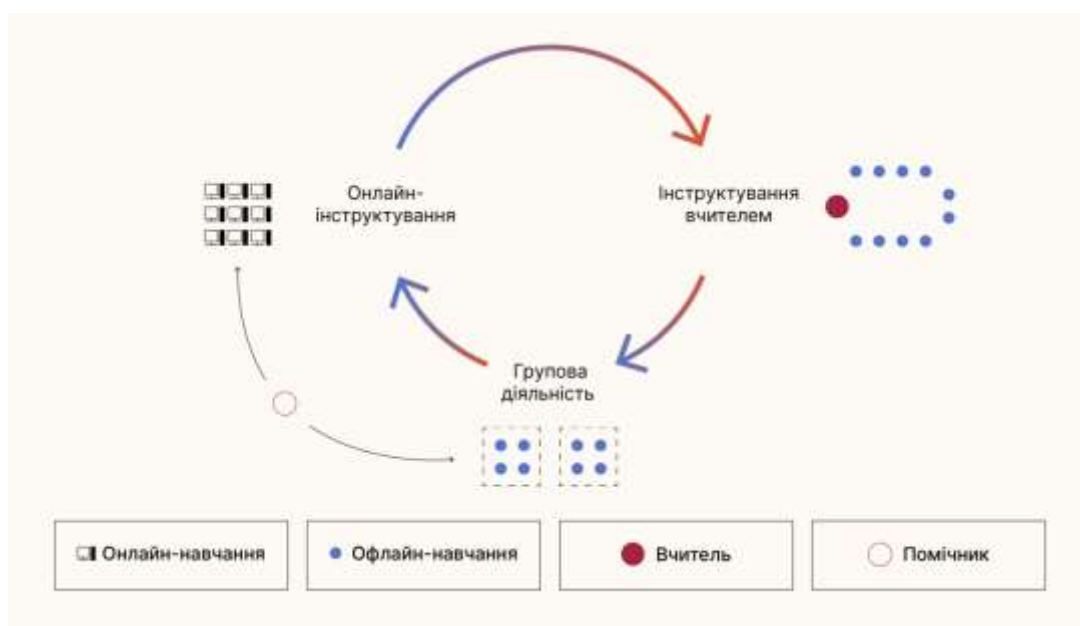 Онлайн-
інструктування
Інструктування
вчителем
Групова
діяльність
Онлайн-навчання
Офлайн-навчання
Вчитель
Помічник